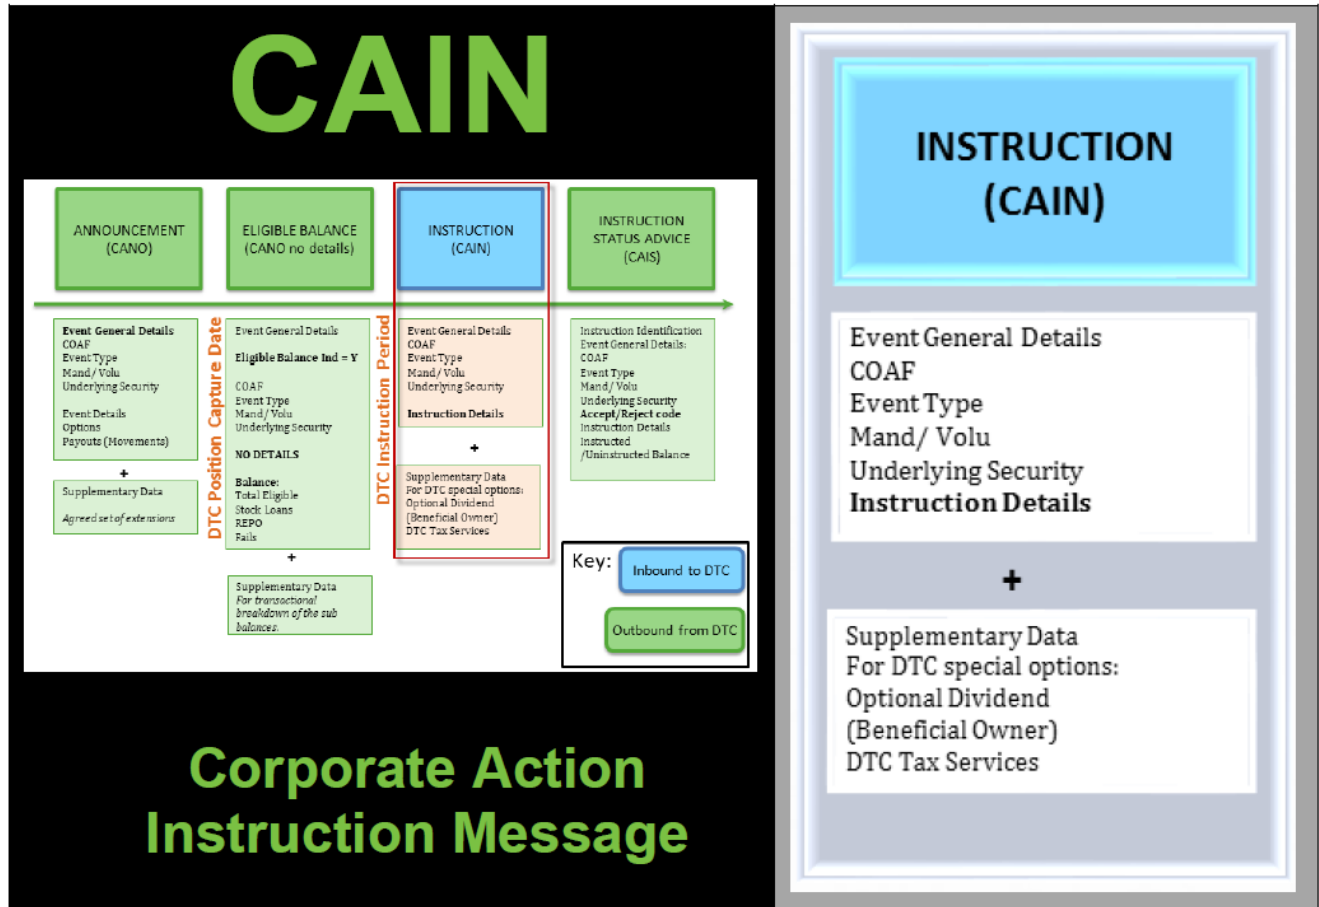 CAIN
ANNOUNCEMENT
(CANO)
ELIGIBLE BALANCE
(CANO no details)
INSTRUCTION
(CAIN)
INSTRUCTION
STATUS ADVICE
(CAIS)
Event General Details
COAF
Event Type
Mand/ Volu
Underlying Security
Event Details
Options
Payouts (Movements)
+
Supplementary Data
Agreed set of extensions
DTC Position Capture Date
Event General Details
Eligible Balance Ind = Y
COAF
Event Type
Mand/ Volu
Underlying Security
NO DETAILS
Balance:
Total Eligible
Stock Loans
REPO
Fails
+
Supplementary Data
For transactional
breakdown of the sub
balances.
DTC Instruction Period
Event General Details
COAF
Event Type
Mand/ Volu
Underlying Security
Instruction Details
+
Supplementary Data
For DTC special options:
Optional Dividend
(Beneficial Owner)
DTC Tax Services
Instruction Identification
Event General Details:
COAF
Event Type
Mand/ Volu
Underlying Security
Accept/Reject code
Instruction Details
Instructed
/Uninstructed Balance
Key:
Inbound to DTC
Outbound from DTC
Corporate Action
Instruction Message
INSTRUCTION
(CAIN)
Event General Details
COAF
Event Type
Mand/ Volu
Underlying Security
Instruction Details
+
Supplementary Data
For DTC special options:
Optional Dividend
(Beneficial Owner)
DTC Tax Services